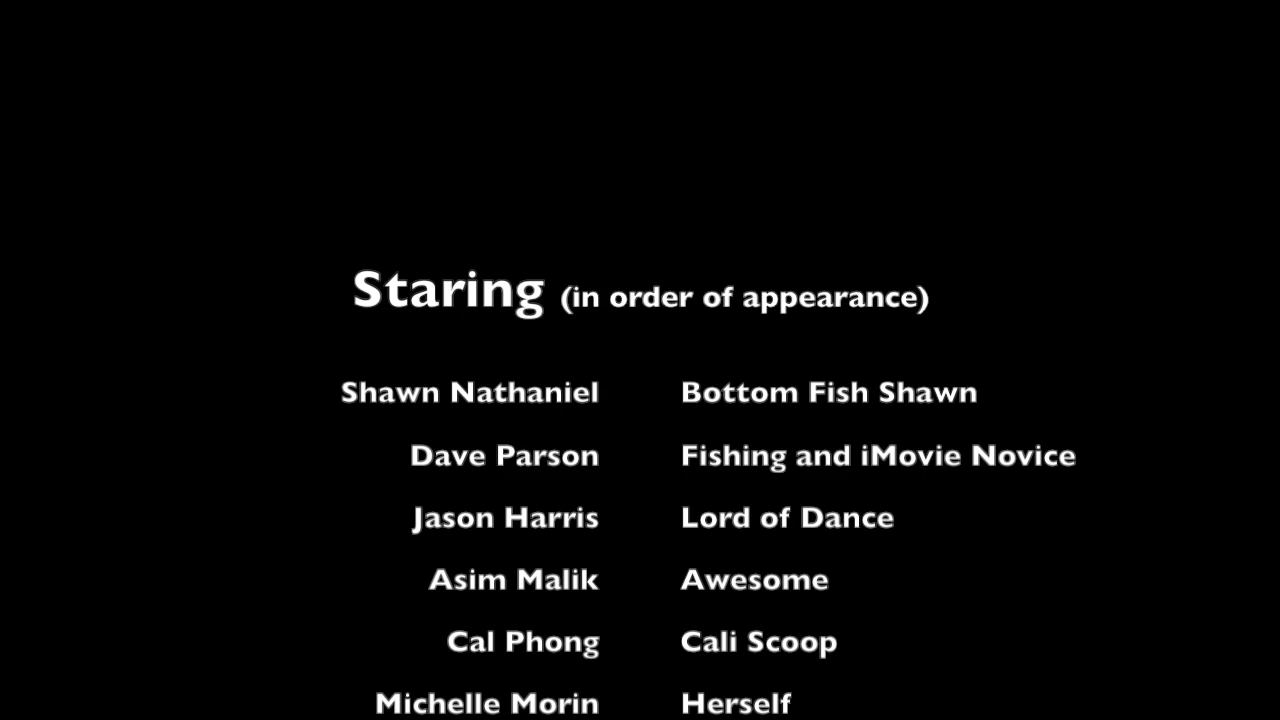 Staring (in order of appearance)
Shawn Nathaniel Bottom Fish Shawn
Dave Parson Fishing and iMovie Novice
Jason Harris Lord of Dance
Asim Malik Awesome
Cal Phong Cali Scoop
Michelle Morin Herself